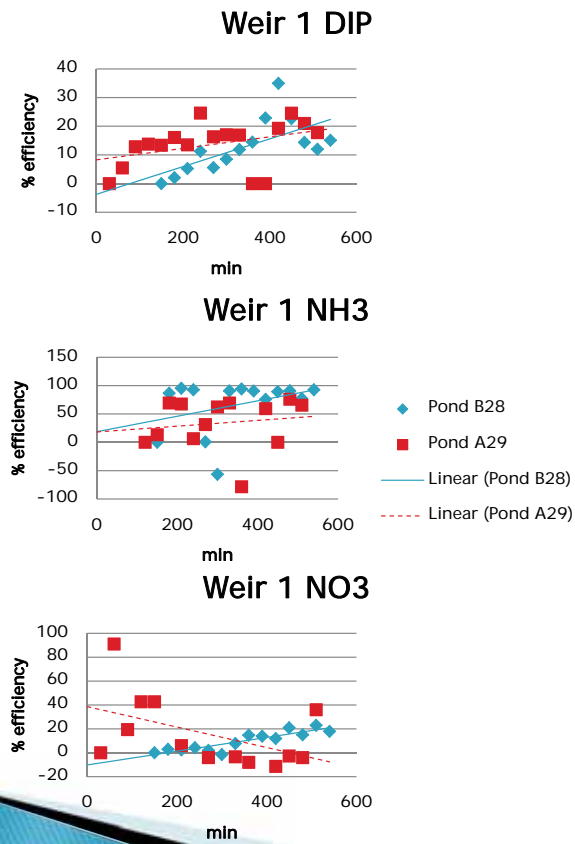 Weir 1 DIP
40
30
20
10
0
-10
% efficiency
0 200 400 600
min
Weir 1 NH3
150
100
50
0
-50
-100
% efficiency
0 200 400 600
min
Pond B28
Pond A29
Linear (Pond B28)
Linear (Pond A29)
Weir 1 NO3
100
80
60
40
20
0
-20
% efficiency
0 200 400 600
min